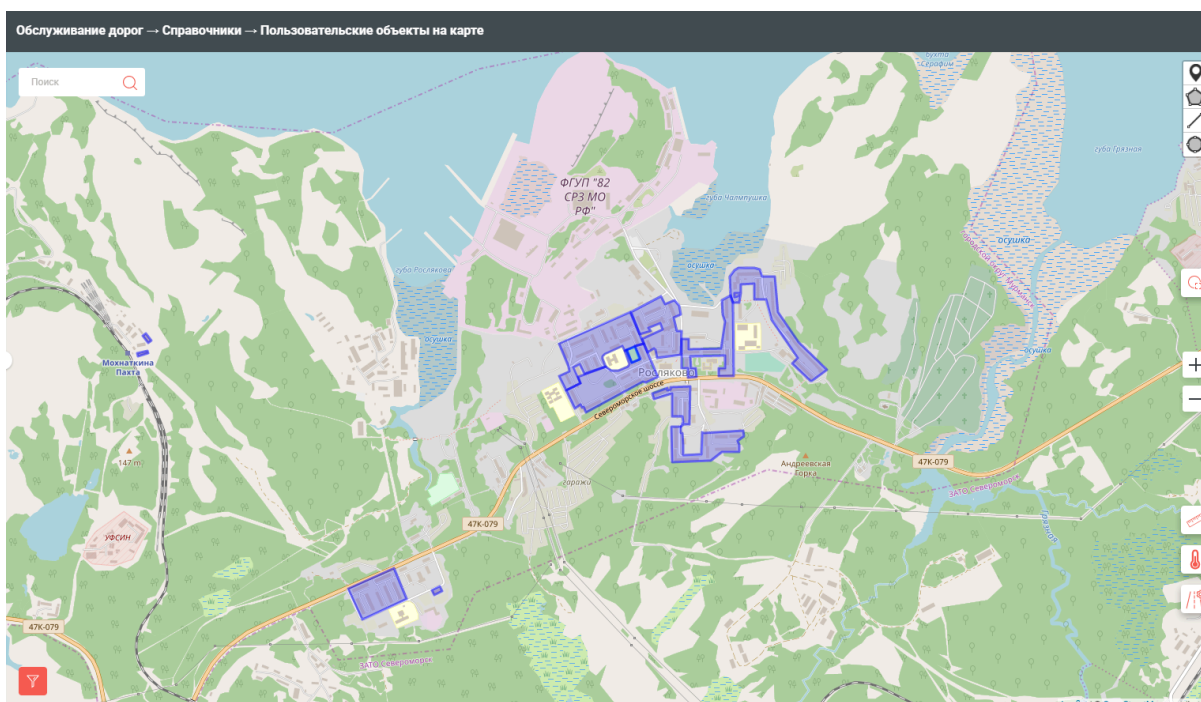 Обслуживание дорог → Справочники → Пользовательские объекты на карте
Поиск
бухта
Серафим
губа Грязная
ФГУП "82
СРЗ МО
РФ"
губа Чалмпушка
осушка
губа Рослякова
осушка
осушка
осушка
Мохнаткина
Пахта
Росляково
Североморское шоссе
147 m
Андреевская
Горка
47К-079
ЗАТО Североморск
гаражи
47К-079
Грязная
УФСИН
47К-079
ЗАТО Североморск